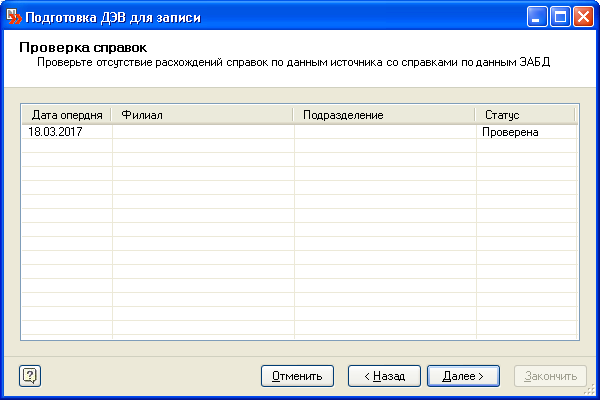 Подготовка ДЭВ для записи
Проверка справок
Проверьте отсутствие расхождений справок по данным источника со справками по данным ЭАБД
Дата опердня Филиал Подразделение Статус
18.03.2017 Проверена
? Отменить < Назад Далее > Закончить